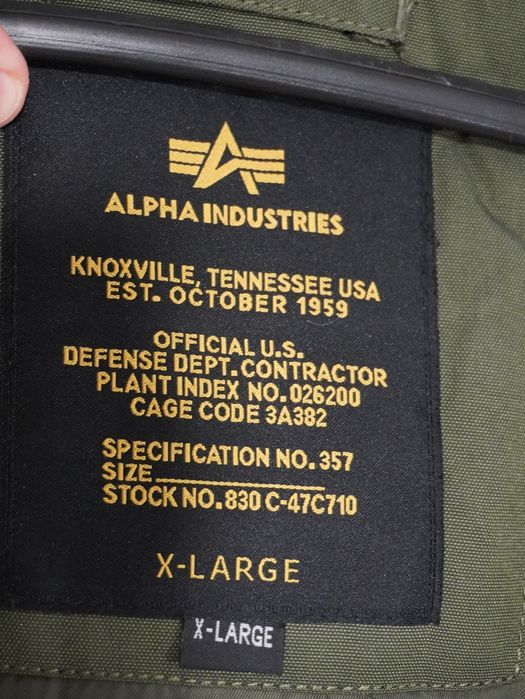 ALPHA INDUSTRIES
KNOXVILLE, TENNESSEE USA
EST. OCTOBER 1959
OFFICIAL U.S.
DEFENSE DEPT. CONTRACTOR
PLANT INDEX NO. 026200
CAGE CODE 3A382
SPECIFICATION NO. 357
SIZE_______________
STOCK NO. 830 C-47C710
X-LARGE
X-LARGE